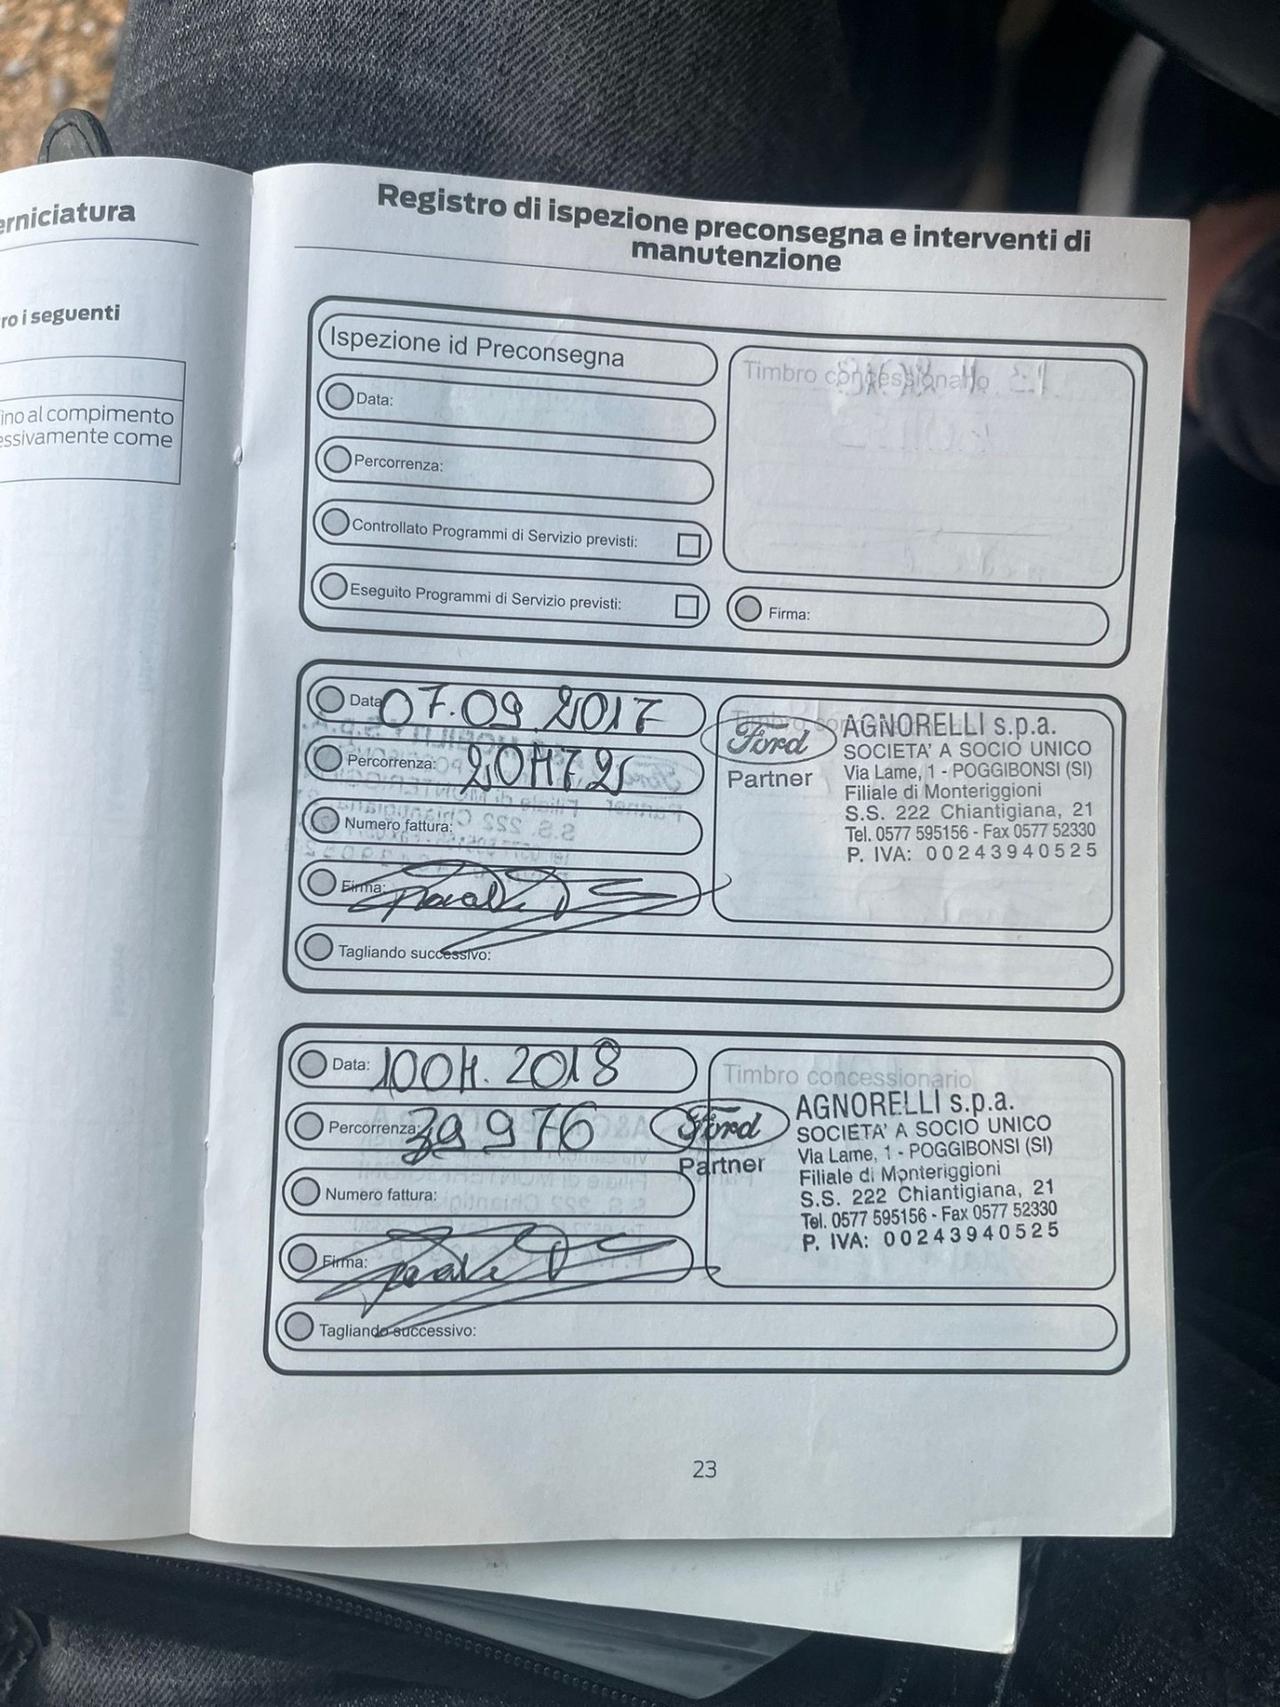 erniciatura
ro i seguenti
ino al compimento
essivamente come
Registro di ispezione preconsegna e interventi di
manutenzione
Ispezione id Preconsegna
Timbro concessionario
Data:
Percorrenza:
Controllato Programmi di Servizio previsti:
Eseguito Programmi di Servizio previsti:
Firma:
Data 07.09.2017
Percorrenza: 20472
Numero fattura:
Firma:
Tagliando successivo:
Ford
Partner
AGNORELLI s.p.a.
SOCIETA' A SOCIO UNICO
Via Lame, 1 - POGGIBONSI (SI)
Filiale di Monteriggioni
S.S. 222 Chiantigiana, 21
Tel. 0577 595156 - Fax 0577 52330
P. IVA: 00243940525
Data: 1004.2018
Percorrenza: 39976
Numero fattura:
Firma:
Tagliando successivo:
Timbro concessionario
Ford
Partner
AGNORELLI s.p.a.
SOCIETA' A SOCIO UNICO
Via Lame, 1 - POGGIBONSI (SI)
Filiale di Monteriggioni
S.S. 222 Chiantigiana, 21
Tel. 0577 595156 - Fax 0577 52330
P. IVA: 00243940525
23